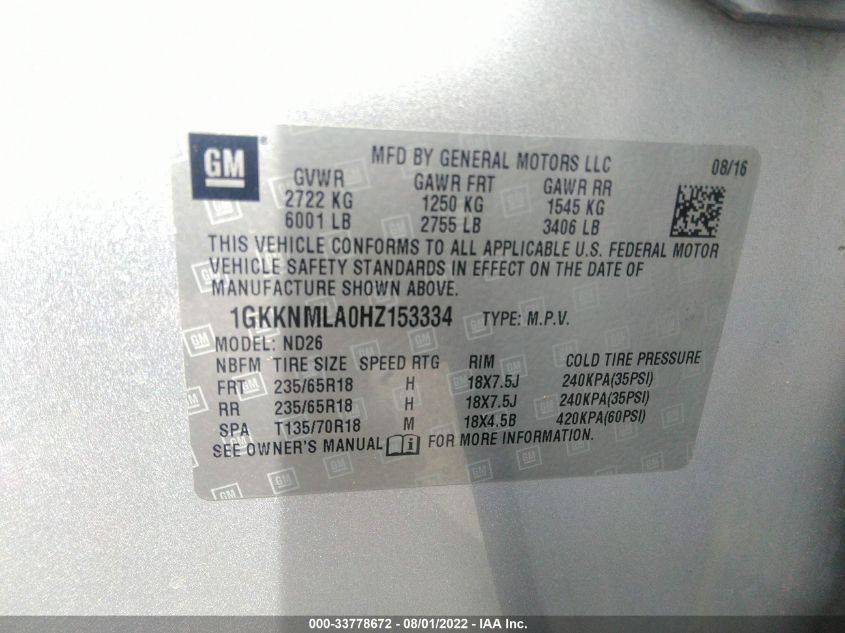 GM ® MFD BY GENERAL MOTORS LLC 08/16
GVWR GAWR FRT GAWR RR
2722 KG 1250 KG 1545 KG
6001 LB 2755 LB 3406 LB
THIS VEHICLE CONFORMS TO ALL APPLICABLE U.S. FEDERAL MOTOR
VEHICLE SAFETY STANDARDS IN EFFECT ON THE DATE OF
MANUFACTURE SHOWN ABOVE.
1GKKNMLA0HZ153334 TYPE: M.P.V.
MODEL: ND26
NBFM TIRE SIZE SPEED RTG RIM COLD TIRE PRESSURE
FRT 235/65R18 H 18X7.5J 240KPA(35PSI)
RR 235/65R18 H 18X7.5J 240KPA(35PSI)
SPA T135/70R18 M 18X4.5B 420KPA(60PSI)
SEE OWNER'S MANUAL i FOR MORE INFORMATION.
000-33778672 - 08/01/2022 - IAA Inc.